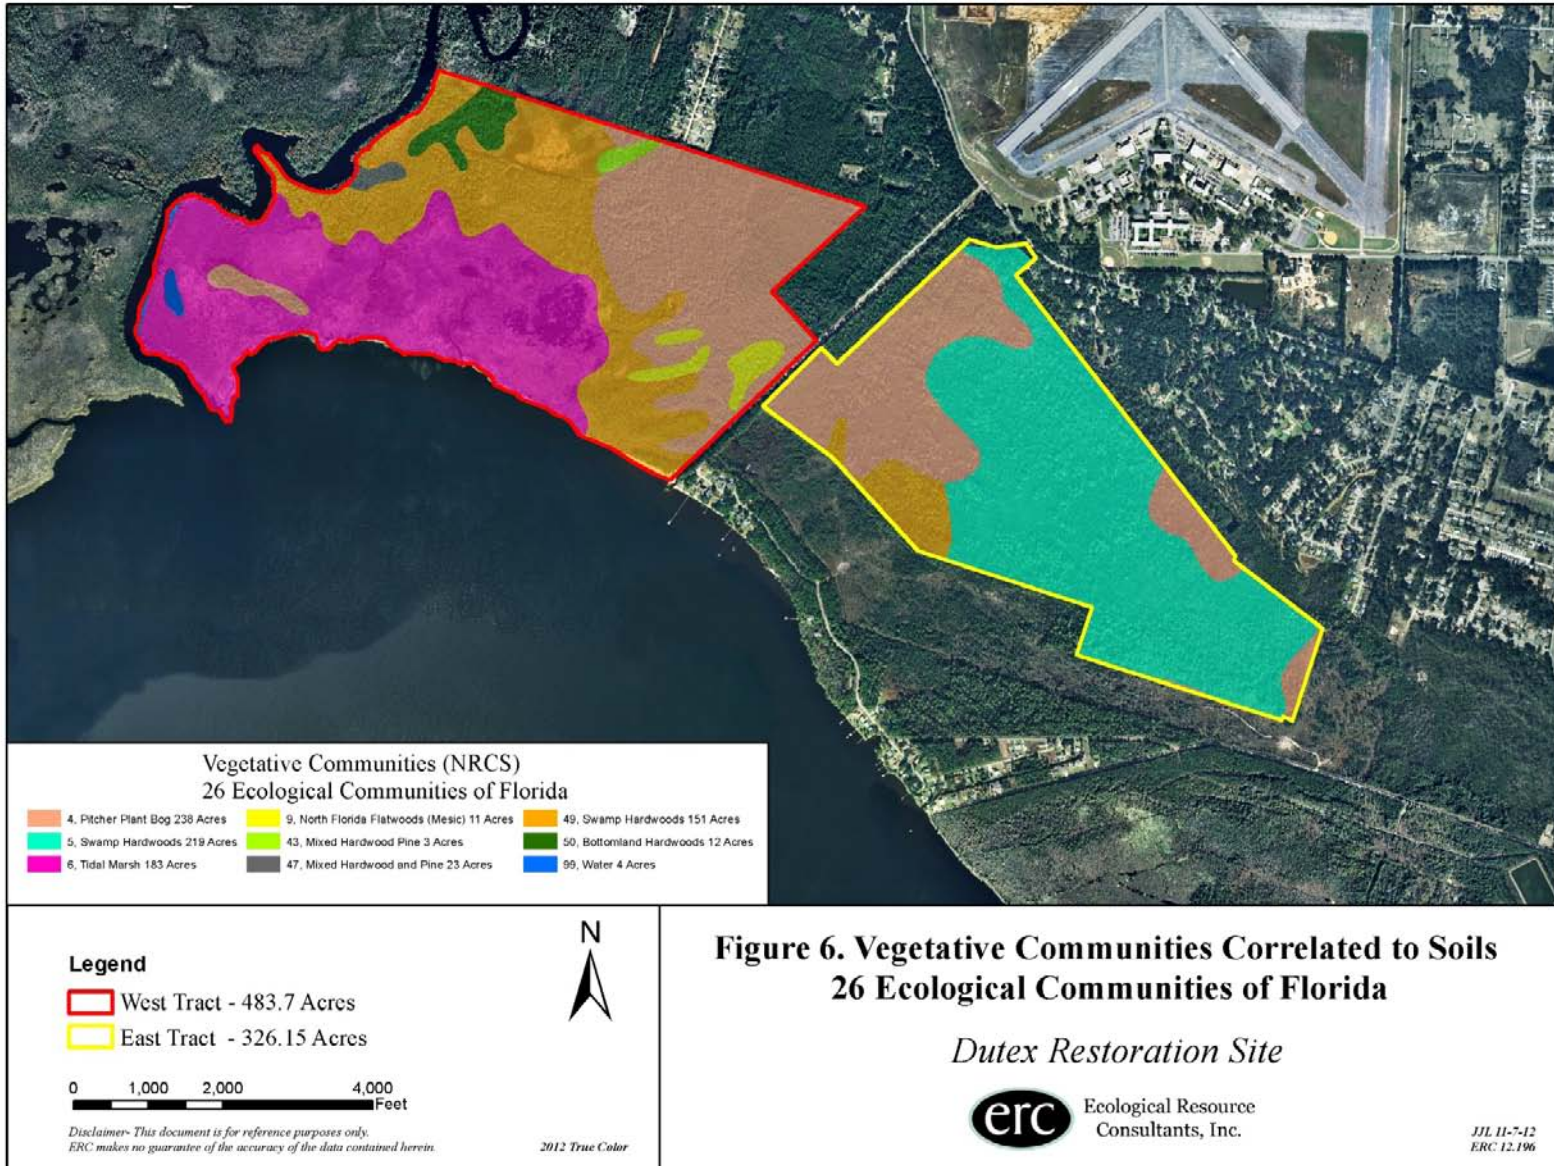 Vegetative Communities (NRCS)
26 Ecological Communities of Florida
4, Pitcher Plant Bog 238 Acres
9, North Florida Flatwoods (Mesic) 11 Acres
49, Swamp Hardwoods 151 Acres
5, Swamp Hardwoods 219 Acres
43, Mixed Hardwood Pine 3 Acres
50, Bottomland Hardwoods 12 Acres
6, Tidal Marsh 183 Acres
47, Mixed Hardwood and Pine 23 Acres
99, Water 4 Acres
Legend
West Tract - 483.7 Acres
East Tract - 326.15 Acres
0 1,000 2,000 4,000
Feet
Disclaimer- This document is for reference purposes only.
ERC makes no guarantee of the accuracy of the data contained herein.
2012 True Color
N
Figure 6. Vegetative Communities Correlated to Soils
26 Ecological Communities of Florida
Dutex Restoration Site
erc
Ecological Resource
Consultants, Inc.
JJL 11-7-12
ERC 12.196